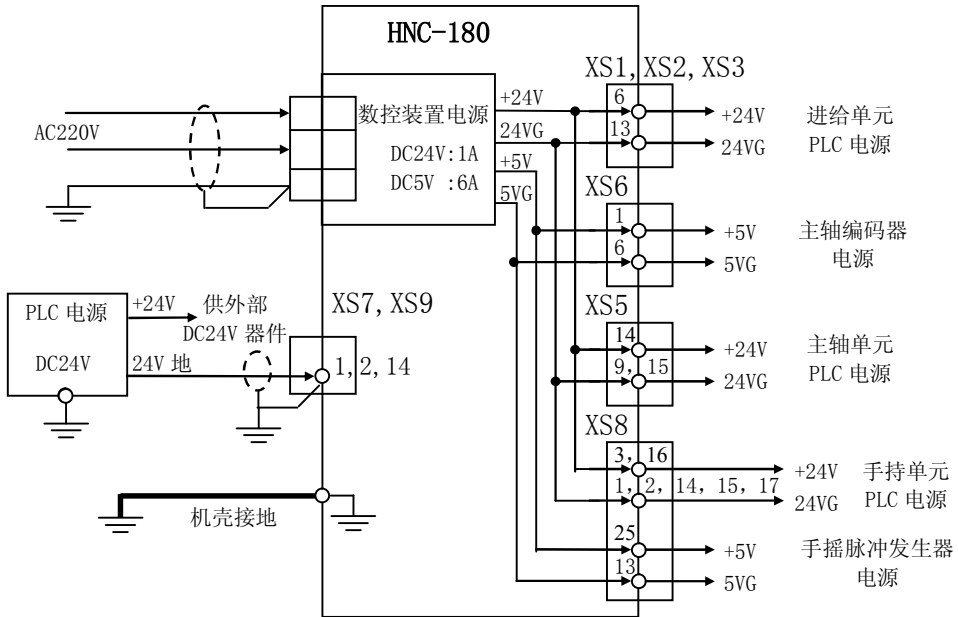 HNC-180
XS1, XS2, XS3
数控装置电源
DC24V:1A
DC5V :6A
+24V
24VG
+5V
5VG
AC220V
6
13
+24V
24VG
进给单元
PLC 电源
XS6
1
6
+5V
5VG
主轴编码器
电源
XS7, XS9
1, 2, 14
PLC 电源
DC24V
+24V
24V 地
供外部
DC24V 器件
XS5
14
9, 15
+24V
24VG
主轴单元
PLC 电源
XS8
3, 16
1, 2, 14, 15, 17
25
13
+24V
24VG
手持单元
PLC 电源
+5V
5VG
手摇脉冲发生器
电源
机壳接地